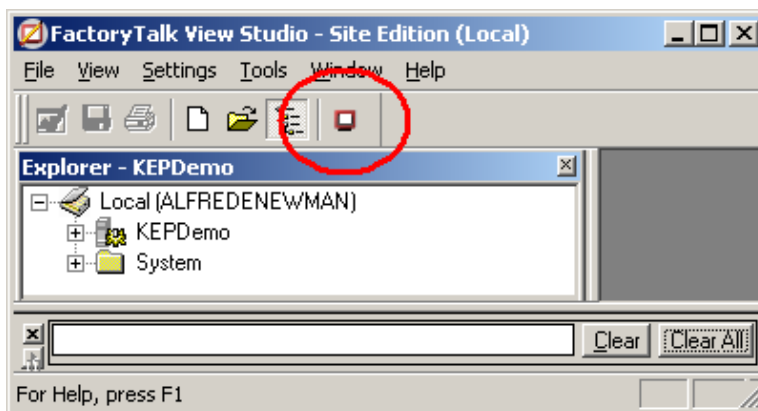 FactoryTalk View Studio - Site Edition (Local)
File View Settings Tools Window Help
Explorer - KEPDemo
Local (ALFREDENEWMAN)
KEPDemo
System
Clear Clear All
For Help, press F1